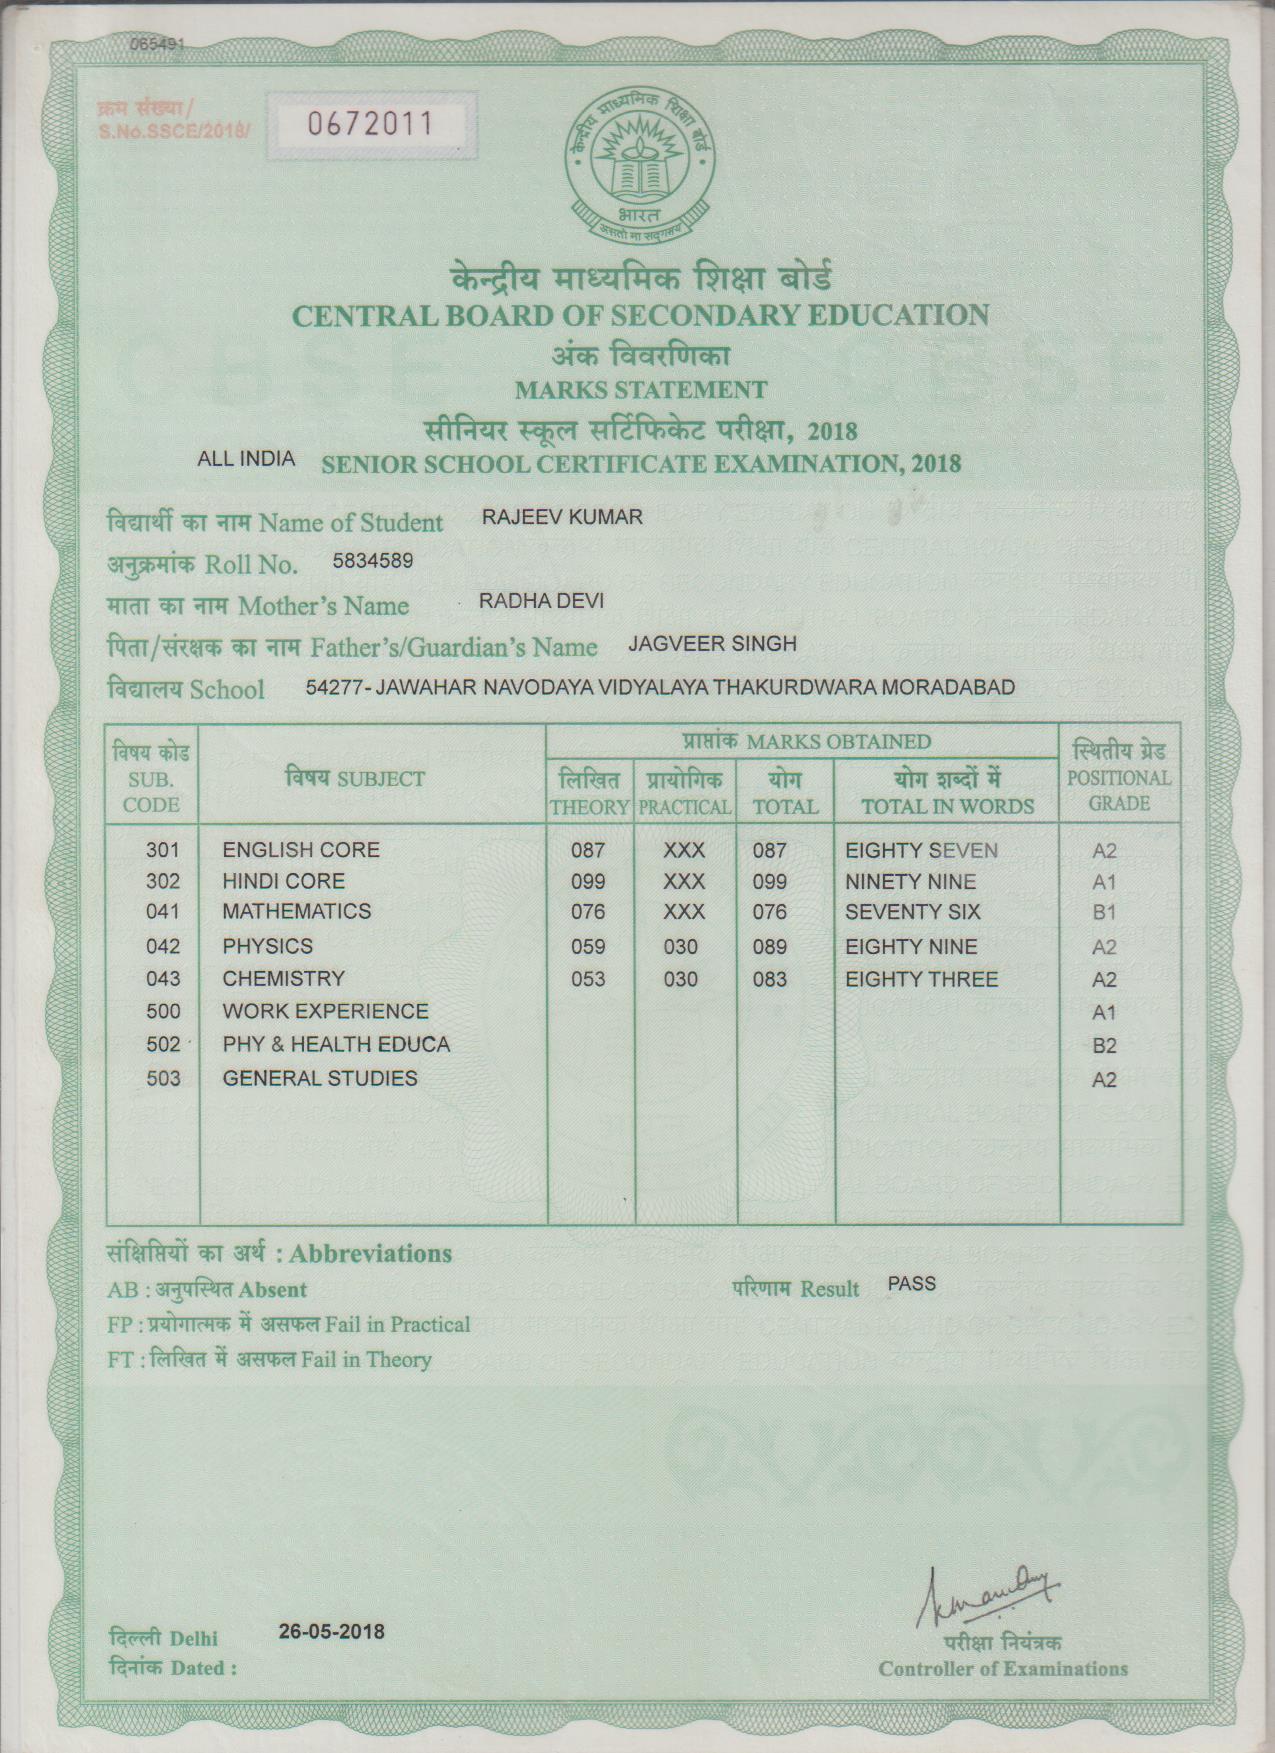 065491
क्रम संख्या/
S.No.SSCE/2018/ 0672011
केन्द्रीय माध्यमिक शिक्षा बोर्ड
भारत
असतो मा सद्गमय
केन्द्रीय माध्यमिक शिक्षा बोर्ड
CENTRAL BOARD OF SECONDARY EDUCATION
अंक विवरणिका
MARKS STATEMENT
सीनियर स्कूल सर्टिफिकेट परीक्षा, 2018
ALL INDIA SENIOR SCHOOL CERTIFICATE EXAMINATION, 2018
विद्यार्थी का नाम Name of Student RAJEEV KUMAR
अनुक्रमांक Roll No. 5834589
माता का नाम Mother's Name RADHA DEVI
पिता/संरक्षक का नाम Father's/Guardian's Name JAGVEER SINGH
विद्यालय School 54277- JAWAHAR NAVODAYA VIDYALAYA THAKURDWARA MORADABAD
विषय कोड SUB. CODE विषय SUBJECT प्राप्तांक MARKS OBTAINED स्थितीय ग्रेड POSITIONAL GRADE
लिखित THEORY प्रायोगिक PRACTICAL योग TOTAL योग शब्दों में TOTAL IN WORDS
301 ENGLISH CORE 087 XXX 087 EIGHTY SEVEN A2
302 HINDI CORE 099 XXX 099 NINETY NINE A1
041 MATHEMATICS 076 XXX 076 SEVENTY SIX B1
042 PHYSICS 059 030 089 EIGHTY NINE A2
043 CHEMISTRY 053 030 083 EIGHTY THREE A2
500 WORK EXPERIENCE A1
502 PHY & HEALTH EDUCA B2
503 GENERAL STUDIES A2
संक्षिप्तियों का अर्थ : Abbreviations
AB : अनुपस्थित Absent परिणाम Result PASS
FP : प्रयोगात्मक में असफल Fail in Practical
FT : लिखित में असफल Fail in Theory
दिल्ली Delhi 26-05-2018
परीक्षा नियंत्रक
दिनांक Dated :
Controller of Examinations